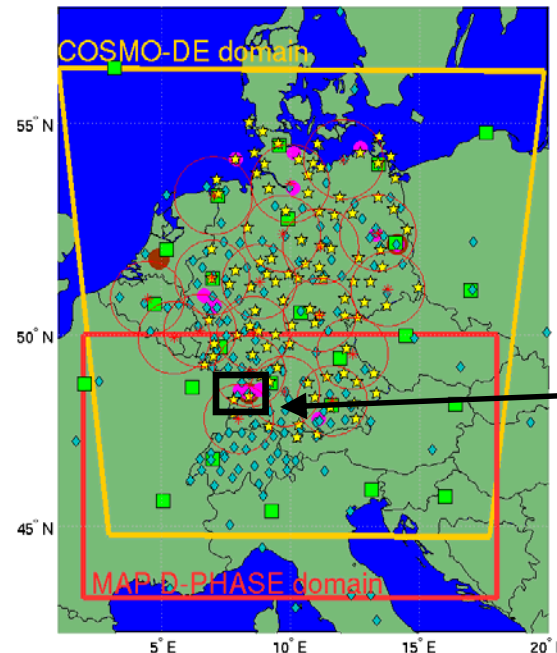 COSMO-DE domain
55° N
50° N
45° N
MAP D-PHASE domain
5° E
10° E
15° E
20°